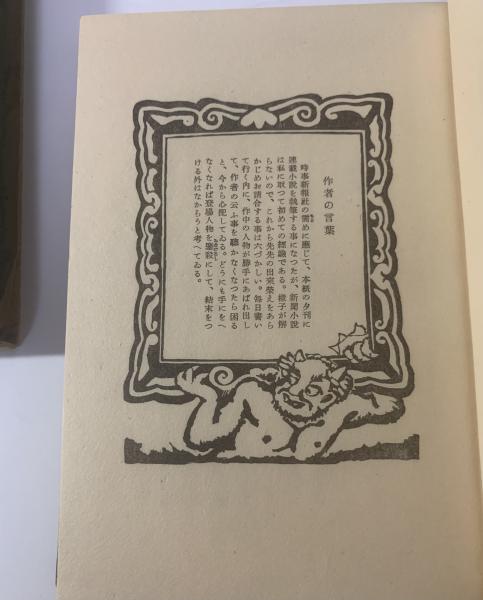 作者の言葉
時事新報社の需めに應じて、本紙の夕刊に
連載小說を執筆する事になつたが、新聞小說
は私に取つて初めての經驗である。樣子が解
らないので、これから先先の出來榮えをあら
かじめお請合する事は六づかしい。每日書い
て行く內に、作中の人物が勝手にあばれ出し
て、作者の云ふ事を聽かなくなつたら困る
と、今から心配してゐる。どうにも手にをへ
なくなれば登場人物を鏖殺にして、結末をつ
ける外はなからうと考へてゐる。